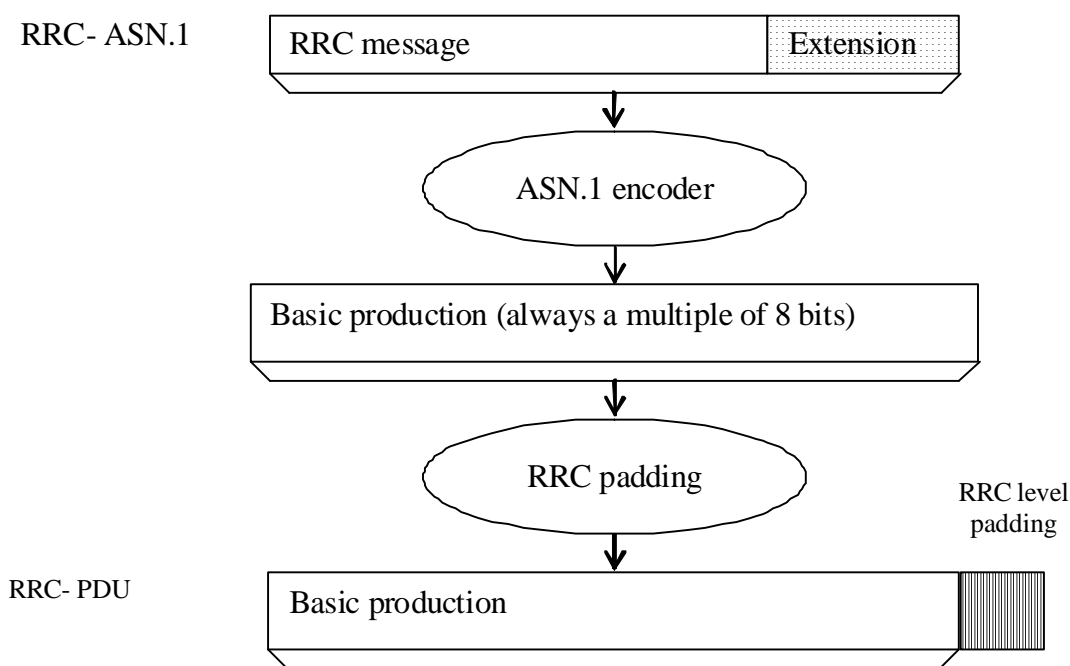 RRC- ASN.1
RRC message
Extension
ASN.1 encoder
Basic production (always a multiple of 8 bits)
RRC padding
RRC level
padding
RRC- PDU
Basic production